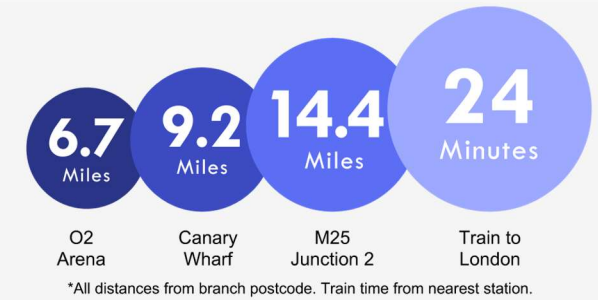 6.7
Miles
9.2
Miles
14.4
Miles
24
Minutes
O2
Arena
Canary
Wharf
M25
Junction 2
Train to
London
*All distances from branch postcode. Train time from nearest station.